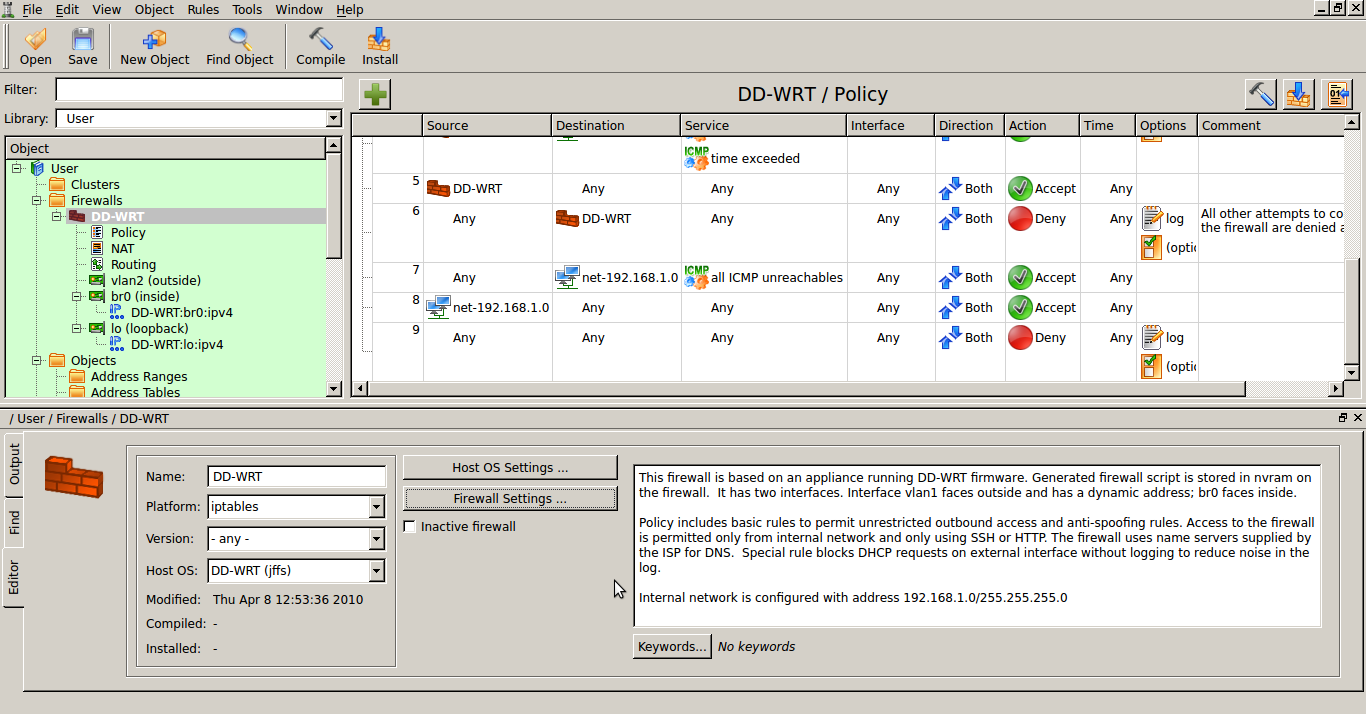 File Edit View Object Rules Tools Window Help
Open Save New Object Find Object Compile Install
Filter:
Library: User
Object
User
Clusters
Firewalls
DD-WRT
Policy
NAT
Routing
vlan2 (outside)
br0 (inside)
DD-WRT:br0:ipv4
lo (loopback)
DD-WRT:lo:ipv4
Objects
Address Ranges
Address Tables
DD-WRT / Policy
Source Destination Service Interface Direction Action Time Options Comment
ICMP time exceeded
5 DD-WRT Any Any Any Both Accept Any
6 Any DD-WRT Any Any Both Deny Any log All other attempts to co
the firewall are denied a
(optic
7 Any net-192.168.1.0 ICMP all ICMP unreachables Any Both Accept Any
8 net-192.168.1.0 Any Any Any Both Accept Any
9 Any Any Any Any Both Deny Any log
(optic
/ User / Firewalls / DD-WRT
Output
Find
Editor
Name: DD-WRT
Platform: iptables
Version: - any -
Host OS: DD-WRT (jffs)
Modified: Thu Apr 8 12:53:36 2010
Compiled: -
Installed: -
Host OS Settings ...
Firewall Settings ...
Inactive firewall
This firewall is based on an appliance running DD-WRT firmware. Generated firewall script is stored in nvram on
the firewall. It has two interfaces. Interface vlan1 faces outside and has a dynamic address; br0 faces inside.
Policy includes basic rules to permit unrestricted outbound access and anti-spoofing rules. Access to the firewall
is permitted only from internal network and only using SSH or HTTP. The firewall uses name servers supplied by
the ISP for DNS. Special rule blocks DHCP requests on external interface without logging to reduce noise in the
log.
Internal network is configured with address 192.168.1.0/255.255.255.0
Keywords... No keywords